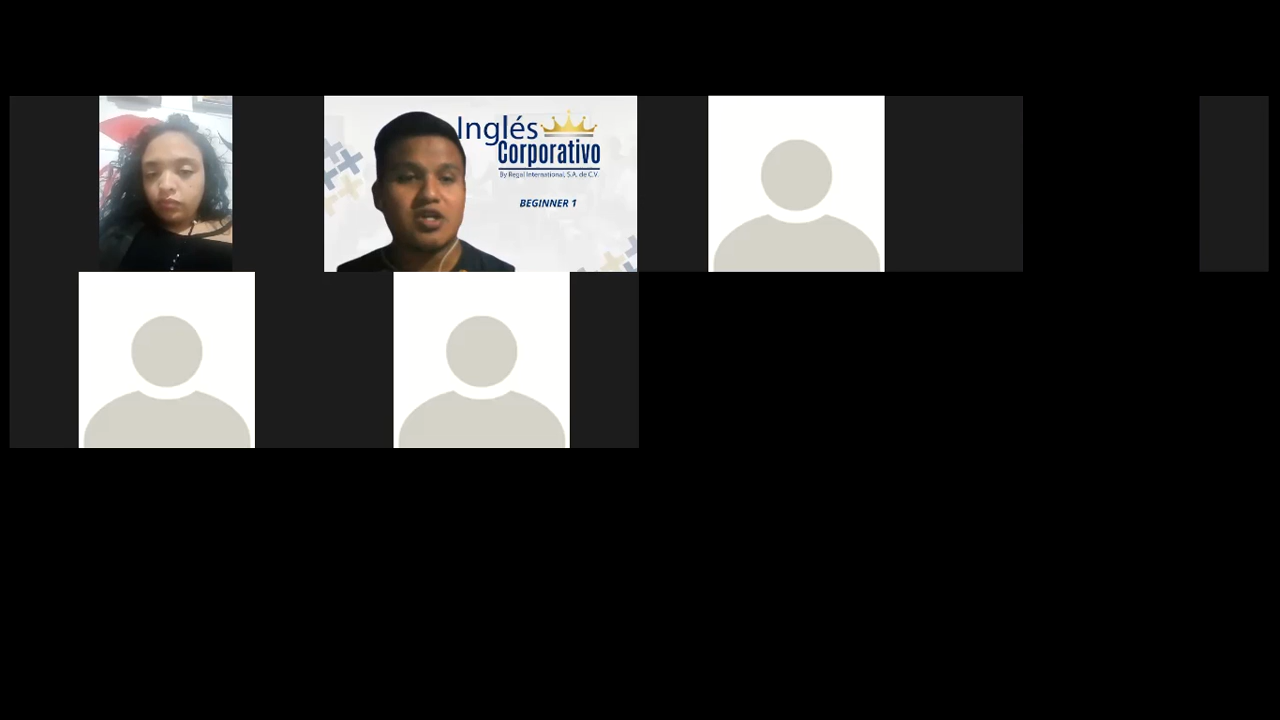 Inglés
Corporativo
By Regal International, S.A. de C.V.
BEGINNER 1